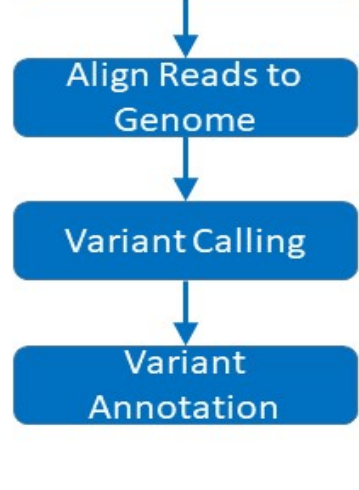 Align Reads to
Genome
Variant Calling
Variant
Annotation